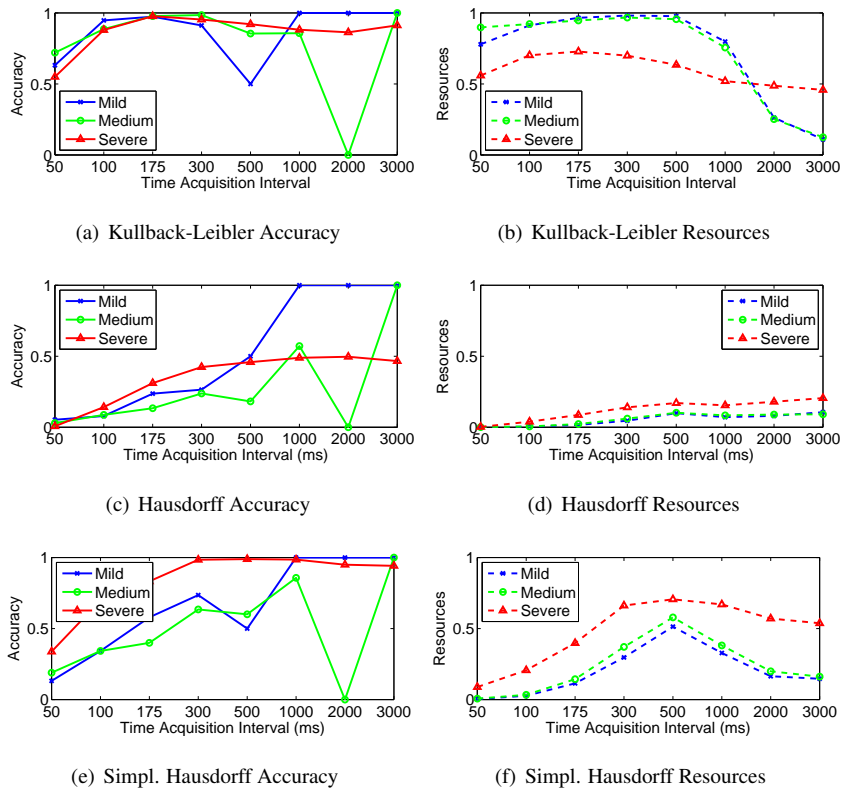 1
0.5
0
Accuracy
Mild
Medium
Severe
50 100 175 300 500 1000 2000 3000
Time Acquisition Interval
(a) Kullback-Leibler Accuracy
1
0.5
0
Resources
Mild
Medium
Severe
50 100 175 300 500 1000 2000 3000
Time Acquisition Interval (ms)
(b) Kullback-Leibler Resources
1
0.5
0
Accuracy
Mild
Medium
Severe
50 100 175 300 500 1000 2000 3000
Time Acquisition Interval (ms)
(c) Hausdorff Accuracy
1
0.5
0
Resources
Mild
Medium
Severe
50 100 175 300 500 1000 2000 3000
Time Acquisition Interval (ms)
(d) Hausdorff Resources
1
0.5
0
Accuracy
Mild
Medium
Severe
50 100 175 300 500 1000 2000 3000
Time Acquisition Interval (ms)
(e) Simpl. Hausdorff Accuracy
1
0.5
0
Resources
Mild
Medium
Severe
50 100 175 300 500 1000 2000 3000
Time Acquisition Interval (ms)
(f) Simpl. Hausdorff Resources